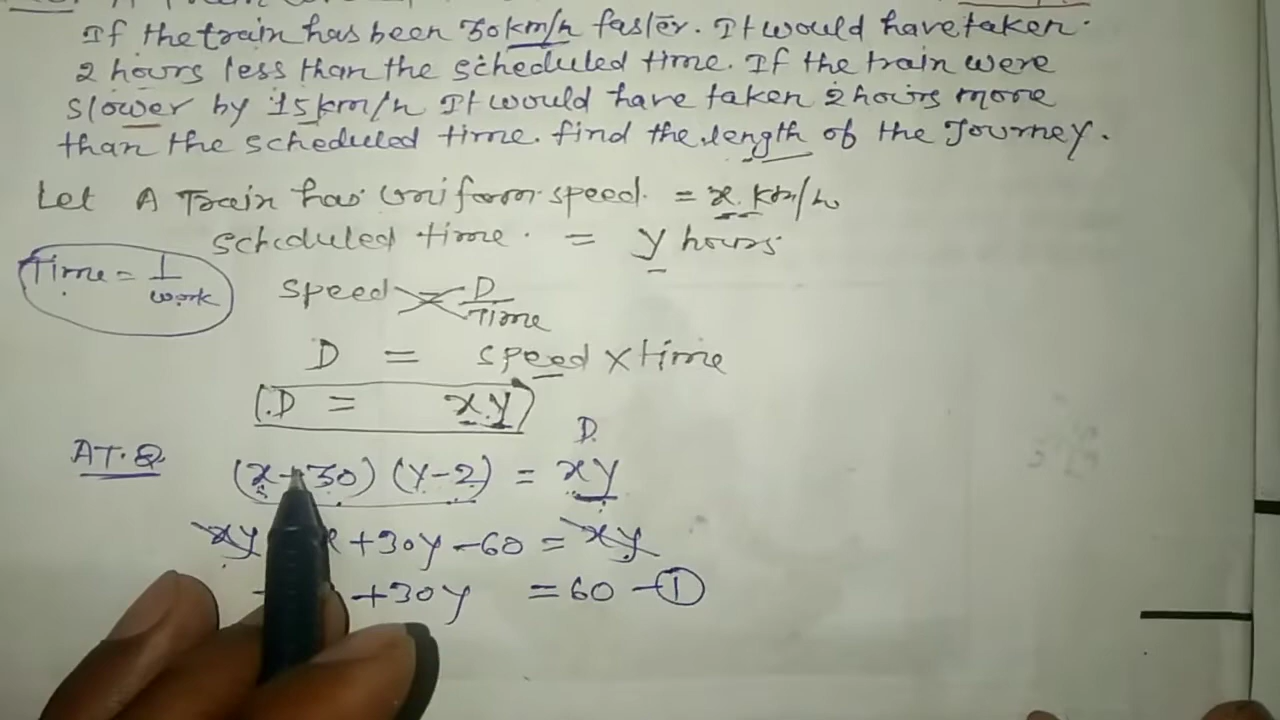 If the train has been 30km/h faster. It would have taken
2 hours less than the scheduled time. If the train were
slower by 15km/h It would have taken 2 hours more
than the scheduled time. find the length of the Journey.
Let A Train has Uniform speed. = x km/h
scheduled time. = y hours
Time = 1/work
speed = D/Time
D = speed × time
D = x.y
D.
AT.Q (x+30) (y-2) = xy
xy +30y -60 = xy
+30y = 60 - ①